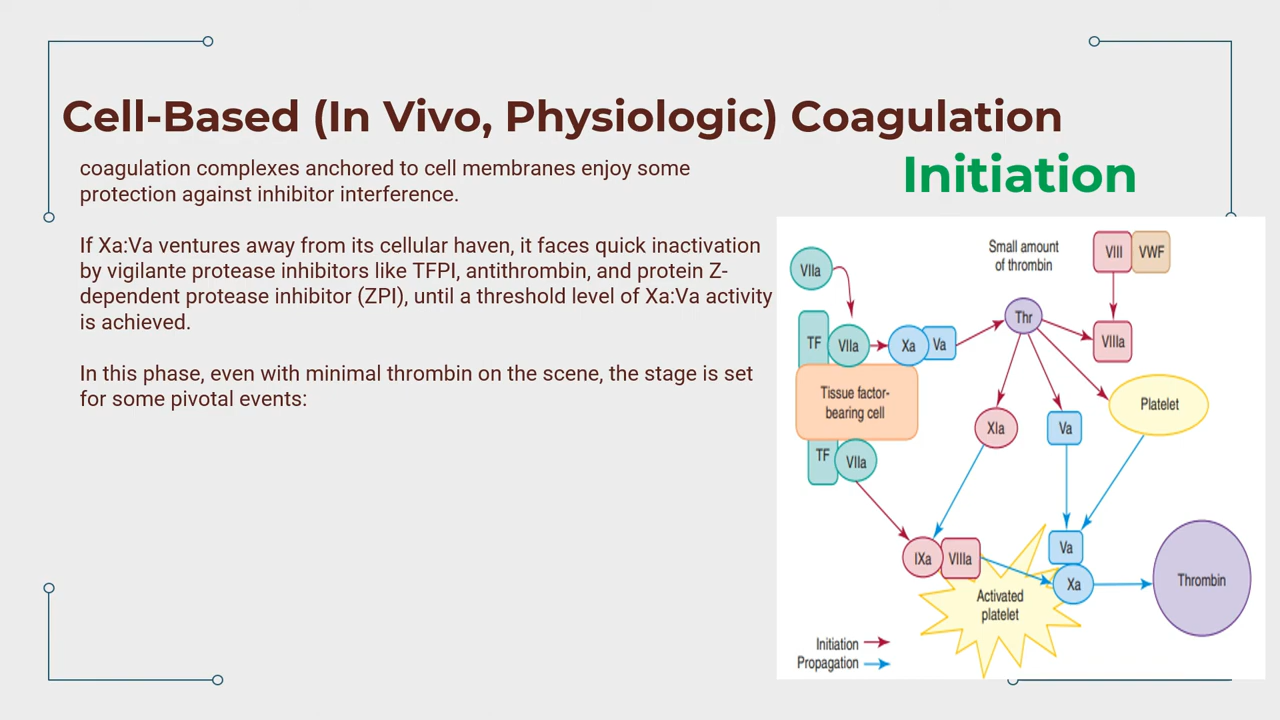 Cell-Based (In Vivo, Physiologic) Coagulation
Initiation
coagulation complexes anchored to cell membranes enjoy some
protection against inhibitor interference.
If Xa:Va ventures away from its cellular haven, it faces quick inactivation
by vigilante protease inhibitors like TFPI, antithrombin, and protein Z-
dependent protease inhibitor (ZPI), until a threshold level of Xa:Va activity
is achieved.
In this phase, even with minimal thrombin on the scene, the stage is set
for some pivotal events:
Small amount
of thrombin
VIII
VWF
VIIa
Thr
TF
VIIa
Xa
Va
VIIIa
Tissue factor-
bearing cell
Platelet
XIa
Va
TF
VIIa
IXa
VIIIa
Va
Xa
Thrombin
Activated
platelet
Initiation
Propagation